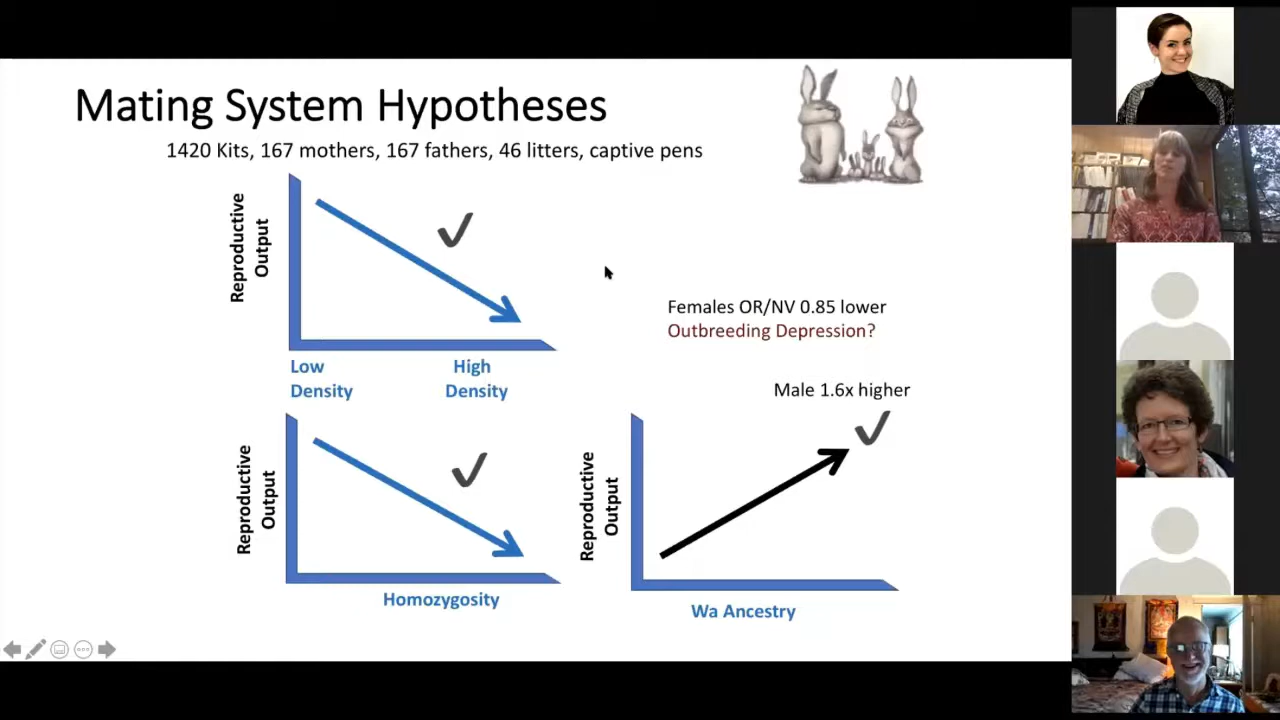 Mating System Hypotheses
1420 Kits, 167 mothers, 167 fathers, 46 litters, captive pens
Reproductive
Output
Low
Density
High
Density
Females OR/NV 0.85 lower
Outbreeding Depression?
Male 1.6x higher
Reproductive
Output
Homozygosity
Reproductive
Output
Wa Ancestry